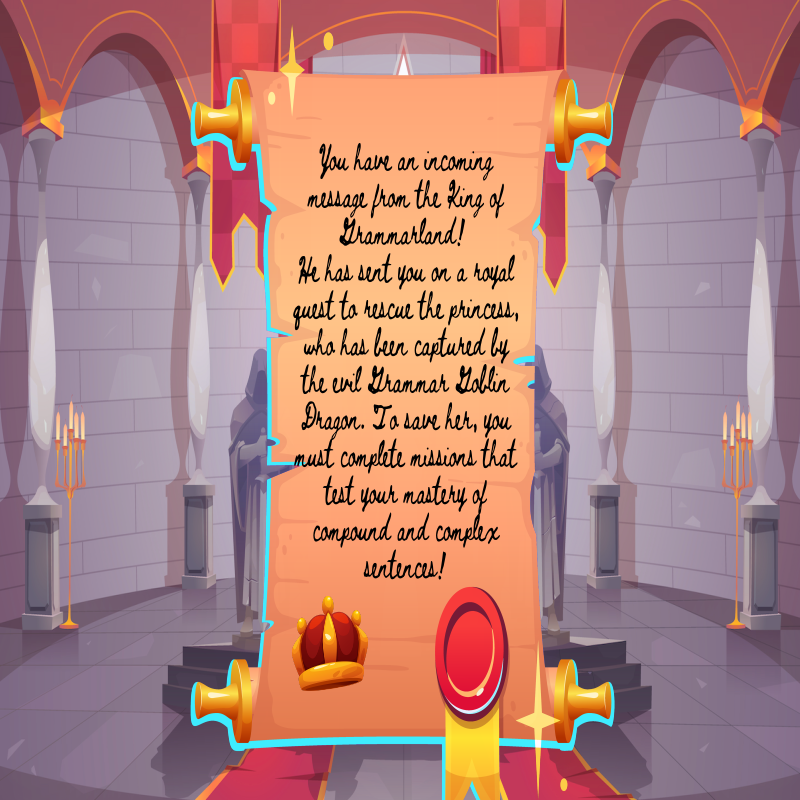 You have an incoming
message from the King of
Grammarland!
He has sent you on a royal
quest to rescue the princess,
who has been captured by
the evil Grammar Goblin
Dragon. To save her, you
must complete missions that
test your mastery of
compound and complex
sentences!